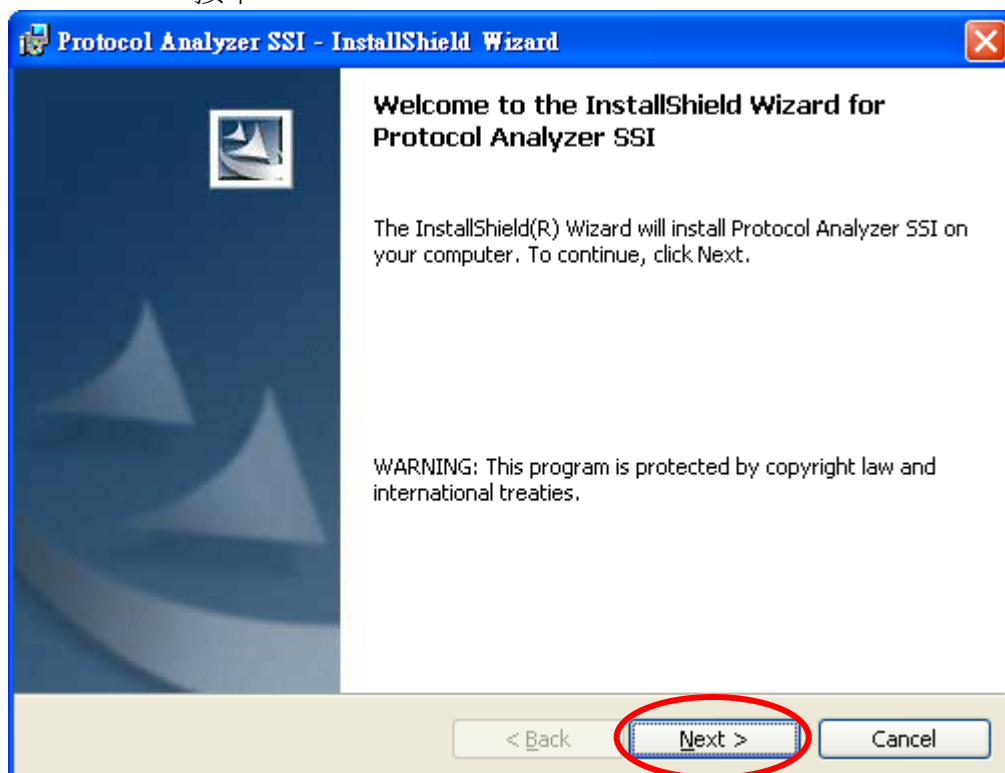 Protocol Analyzer SSI - InstallShield Wizard
Welcome to the InstallShield Wizard for
Protocol Analyzer SSI
The InstallShield(R) Wizard will install Protocol Analyzer SSI on
your computer. To continue, click Next.
WARNING: This program is protected by copyright law and
international treaties.
< Back
Next >
Cancel